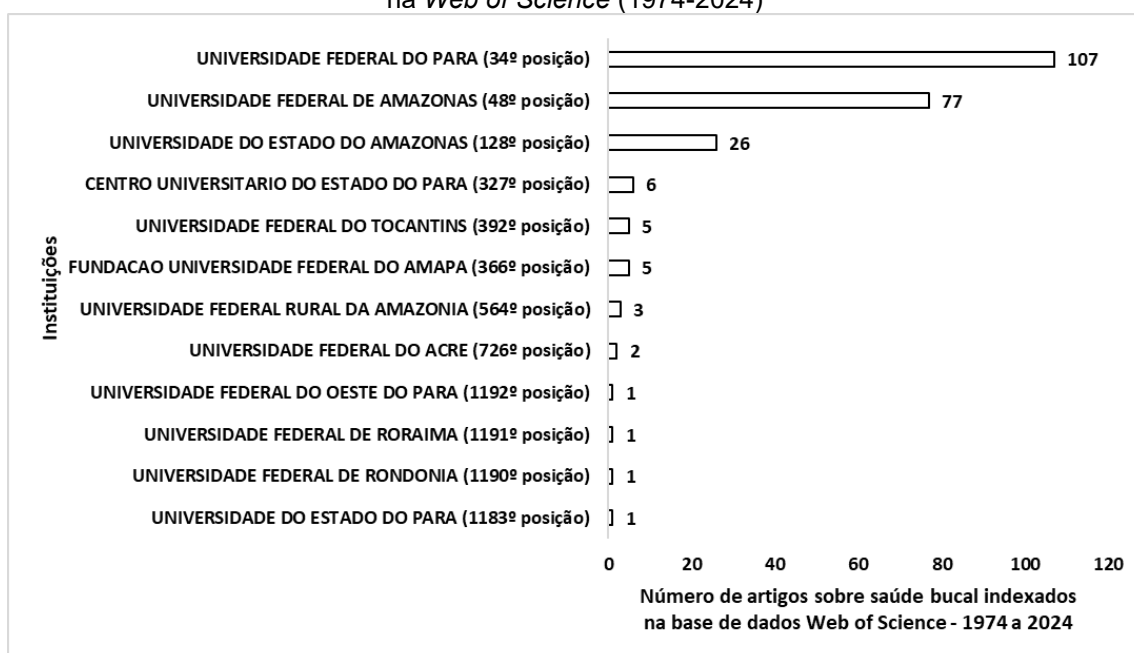 na Web of Science (1974-2024)
UNIVERSIDADE FEDERAL DO PARA (34º posição) 107
UNIVERSIDADE FEDERAL DE AMAZONAS (48º posição) 77
UNIVERSIDADE DO ESTADO DO AMAZONAS (128º posição) 26
CENTRO UNIVERSITARIO DO ESTADO DO PARA (327º posição) 6
UNIVERSIDADE FEDERAL DO TOCANTINS (392º posição) 5
FUNDACAO UNIVERSIDADE FEDERAL DO AMAPA (366º posição) 5
UNIVERSIDADE FEDERAL RURAL DA AMAZONIA (564º posição) 3
UNIVERSIDADE FEDERAL DO ACRE (726º posição) 2
UNIVERSIDADE FEDERAL DO OESTE DO PARA (1192º posição) 1
UNIVERSIDADE FEDERAL DE RORAIMA (1191º posição) 1
UNIVERSIDADE FEDERAL DE RONDONIA (1190º posição) 1
UNIVERSIDADE DO ESTADO DO PARA (1183º posição) 1
Instituições
0 20 40 60 80 100 120
Número de artigos sobre saúde bucal indexados
na base de dados Web of Science - 1974 a 2024